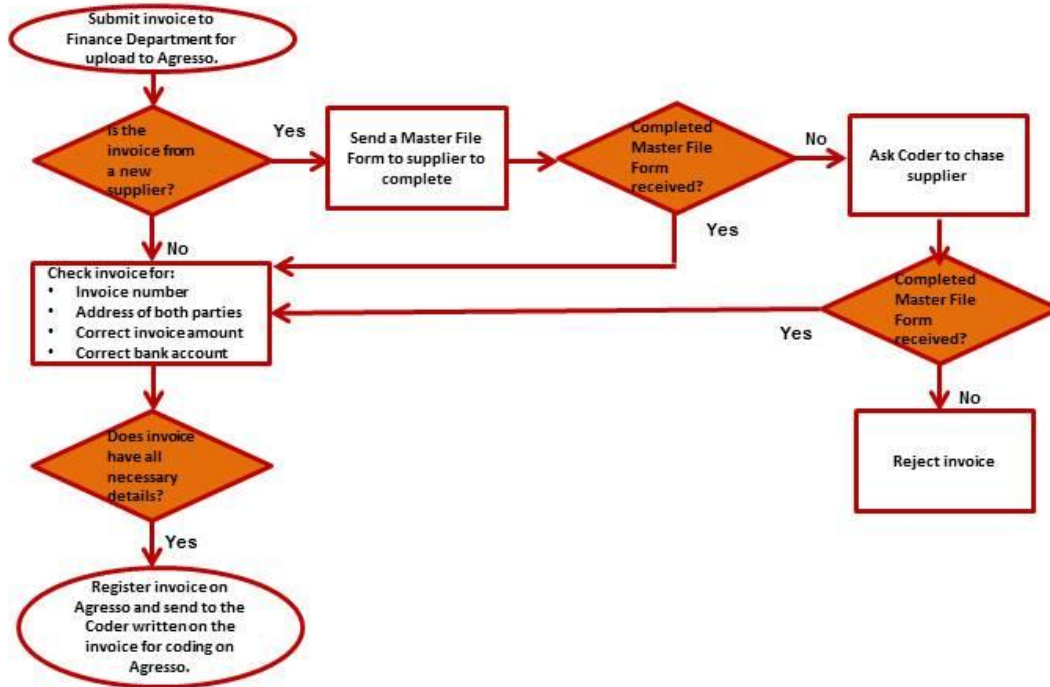 Submit invoice to
Finance Department for
upload to Agresso.
Is the
invoice from
a new
supplier?
Yes
Send a Master File
Form to supplier to
complete
Completed
Master File
Form
received?
No
Ask Coder to chase
supplier
Yes
No
Check invoice for:
• Invoice number
• Address of both parties
• Correct invoice amount
• Correct bank account
Completed
Master File
Form
received?
Yes
No
Reject invoice
Does invoice
have all
necessary
details?
Yes
Register invoice on
Agresso and send to the
Coder written on the
invoice for coding on
Agresso.